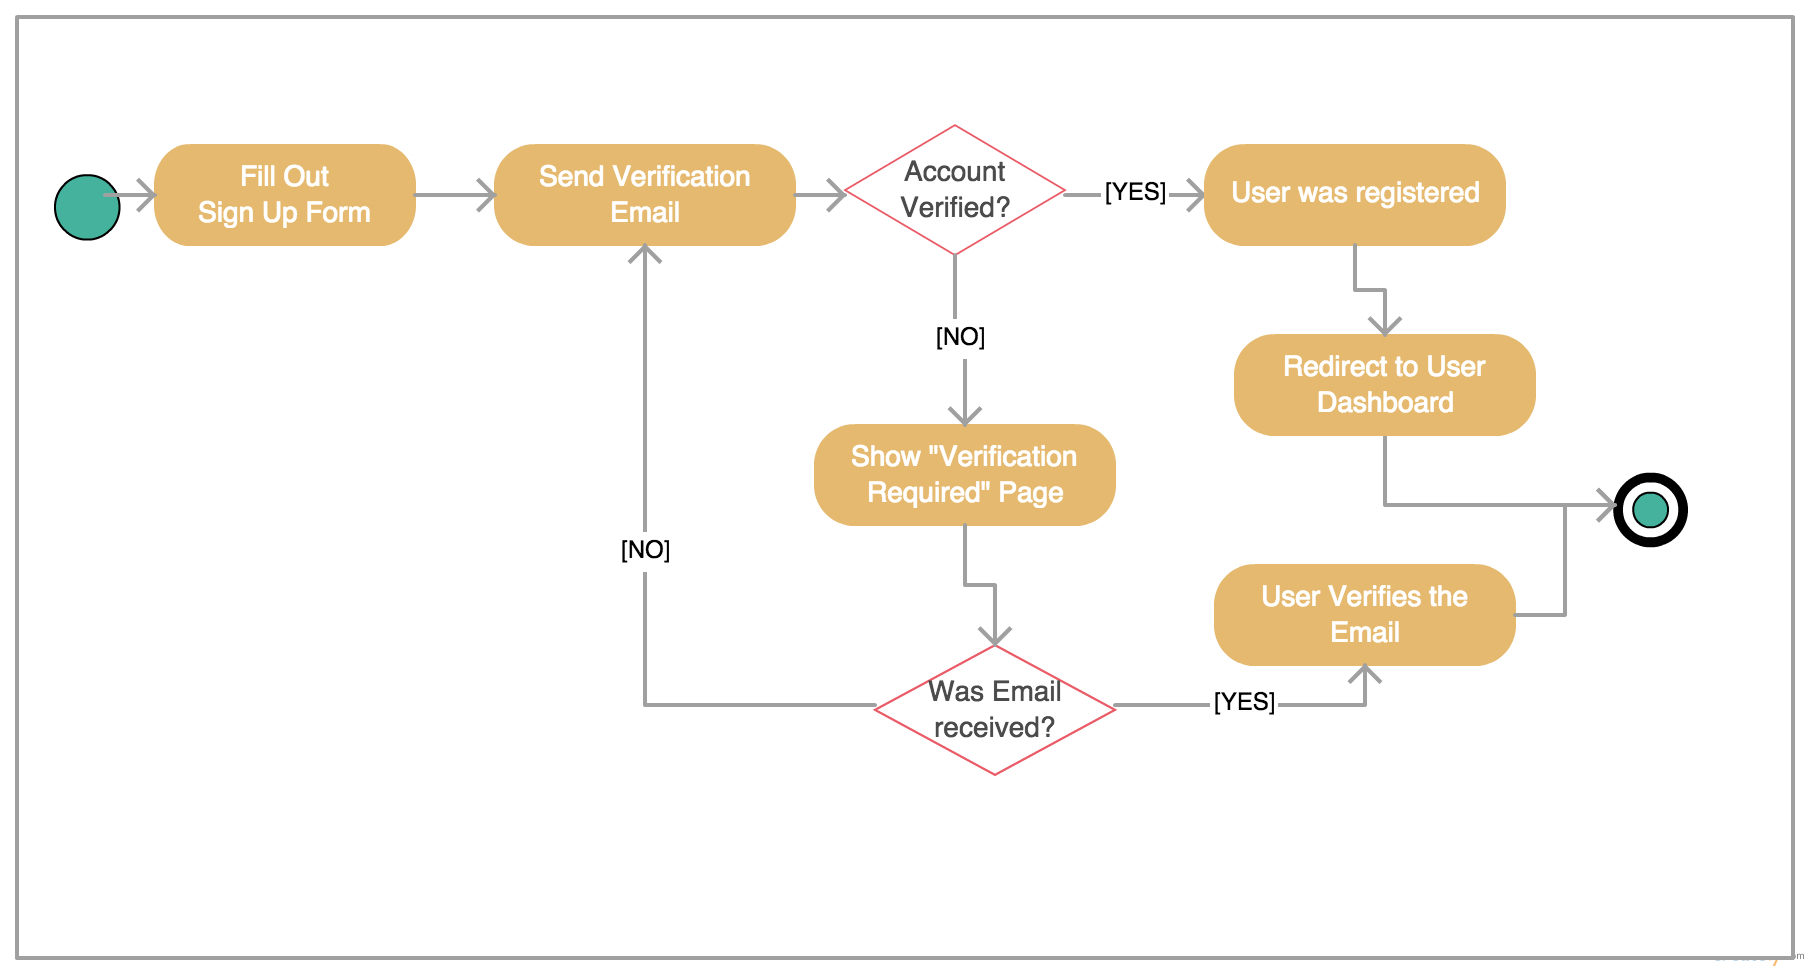 Fill Out
Sign Up Form
Send Verification
Email
Account
Verified?
[YES]
User was registered
[NO]
Redirect to User
Dashboard
Show "Verification
Required" Page
[NO]
User Verifies the
Email
Was Email
received?
[YES]